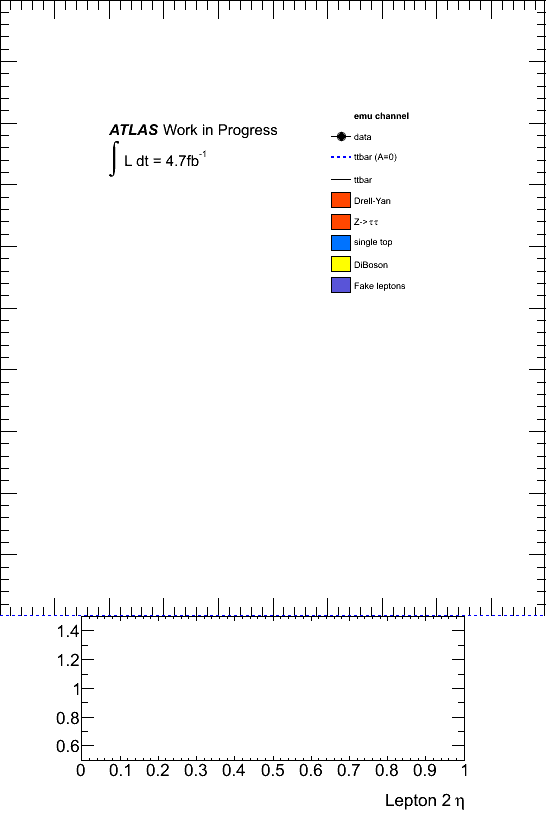 emu channel
ATLAS Work in Progress
∫ L dt = 4.7fb⁻¹
data
ttbar (A=0)
ttbar
Drell-Yan
Z->ττ
single top
DiBoson
Fake leptons
1.4
1.2
1
0.8
0.6
0 0.1 0.2 0.3 0.4 0.5 0.6 0.7 0.8 0.9 1
Lepton 2 η